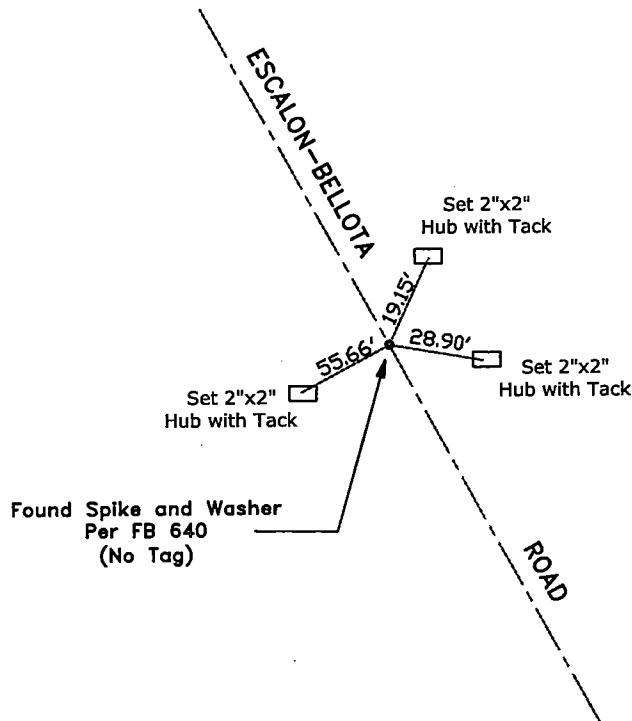 ESCALON-BELLOTA
Set 2"x2"
Hub with Tack
19.15'
28.90'
55.66'
Set 2"x2"
Hub with Tack
Set 2"x2"
Hub with Tack
Found Spike and Washer
Per FB 640
(No Tag)
ROAD